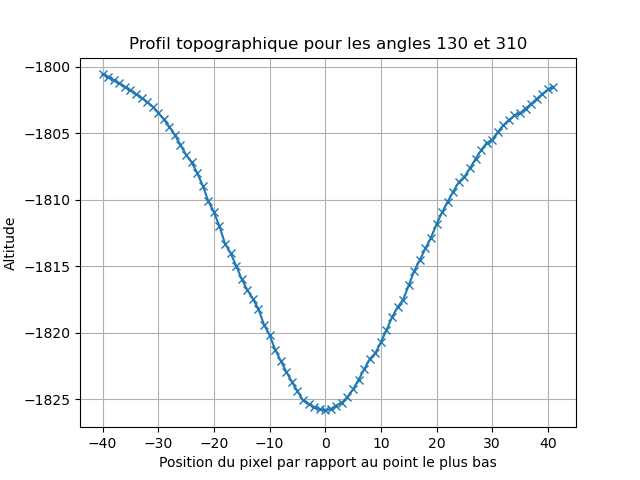 Profil topographique pour les angles 130 et 310
−1800
−1805
−1810
−1815
−1820
−1825
Altitude
−40 −30 −20 −10 0 10 20 30 40
Position du pixel par rapport au point le plus bas